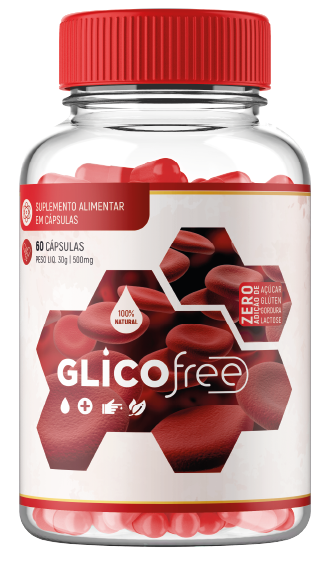 SUPLEMENTO ALIMENTAR
EM CÁPSULAS
60 CÁPSULAS
PESO LIQ. 30g | 500mg
100%
NATURAL
ZERO
ADIÇÃO DE
AÇÚCAR
GLÚTEN
GORDURA
LACTOSE
GLICOfree